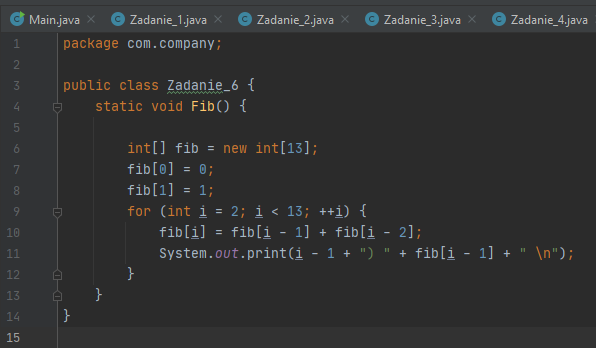 Main.java × Zadanie_1.java × Zadanie_2.java × Zadanie_3.java × Zadanie_4.java
1 package com.company;
2
3 public class Zadanie_6 {
4 static void Fib() {
5
6 int[] fib = new int[13];
7 fib[0] = 0;
8 fib[1] = 1;
9 for (int i = 2; i < 13; ++i) {
10 fib[i] = fib[i - 1] + fib[i - 2];
11 System.out.print(i - 1 + ") " + fib[i - 1] + " \n");
12 }
13 }
14 }
15